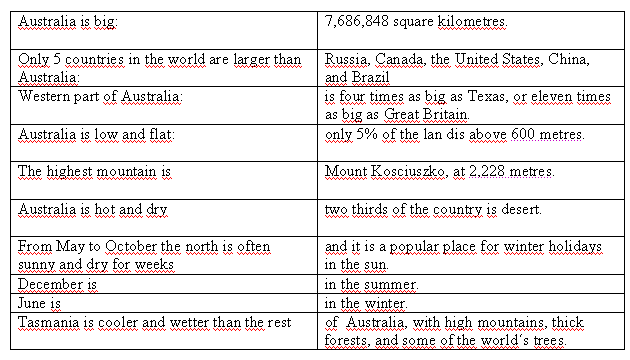 Australia is big:
7,686,848 square kilometres.
Only 5 countries in the world are larger than
Australia:
Russia, Canada, the United States, China,
and Brazil
Western part of Australia:
is four times as big as Texas, or eleven times
as big as Great Britain.
Australia is low and flat:
only 5% of the lan dis above 600 metres.
The highest mountain is
Mount Kosciuszko, at 2,228 metres.
Australia is hot and dry
two thirds of the country is desert.
From May to October the north is often
sunny and dry for weeks
and it is a popular place for winter holidays
in the sun.
December is
in the summer.
June is
in the winter.
Tasmania is cooler and wetter than the rest
of  Australia, with high mountains, thick
forests, and some of the world's trees.